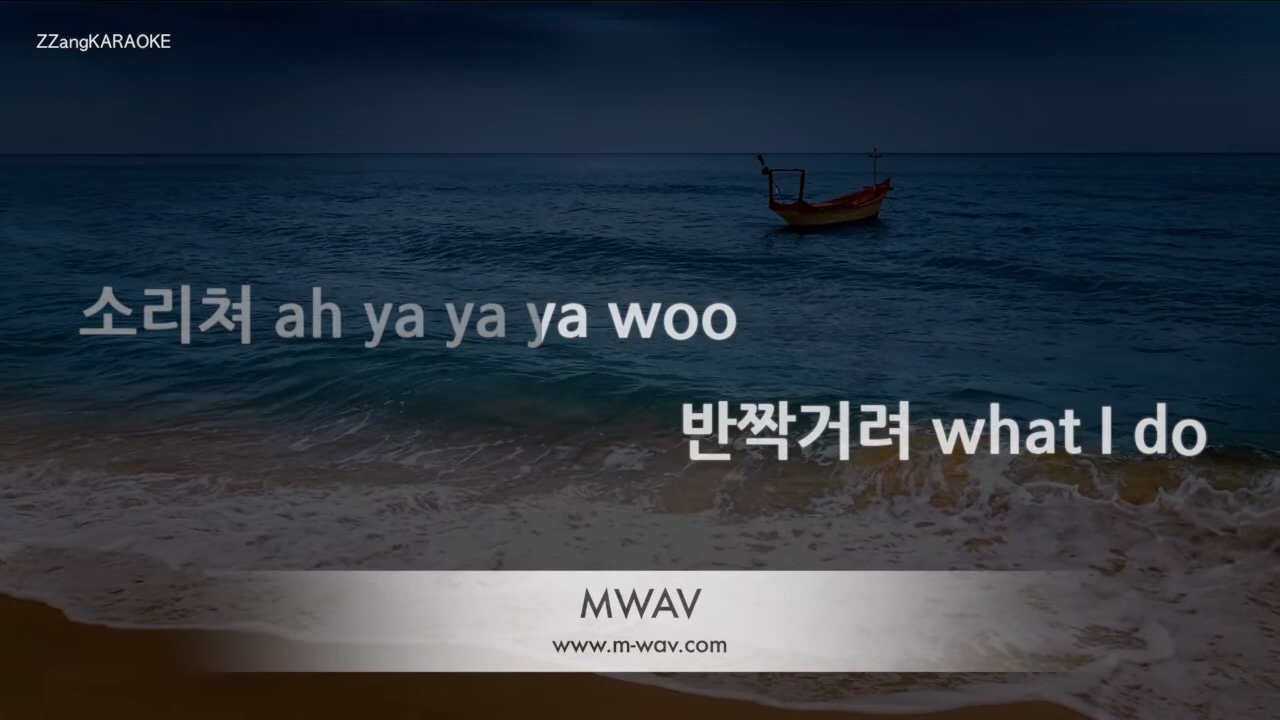 ZZangKARAOKE
소리쳐 ah ya ya ya woo
반짝거려 what I do
MWAV
www.m-wav.com